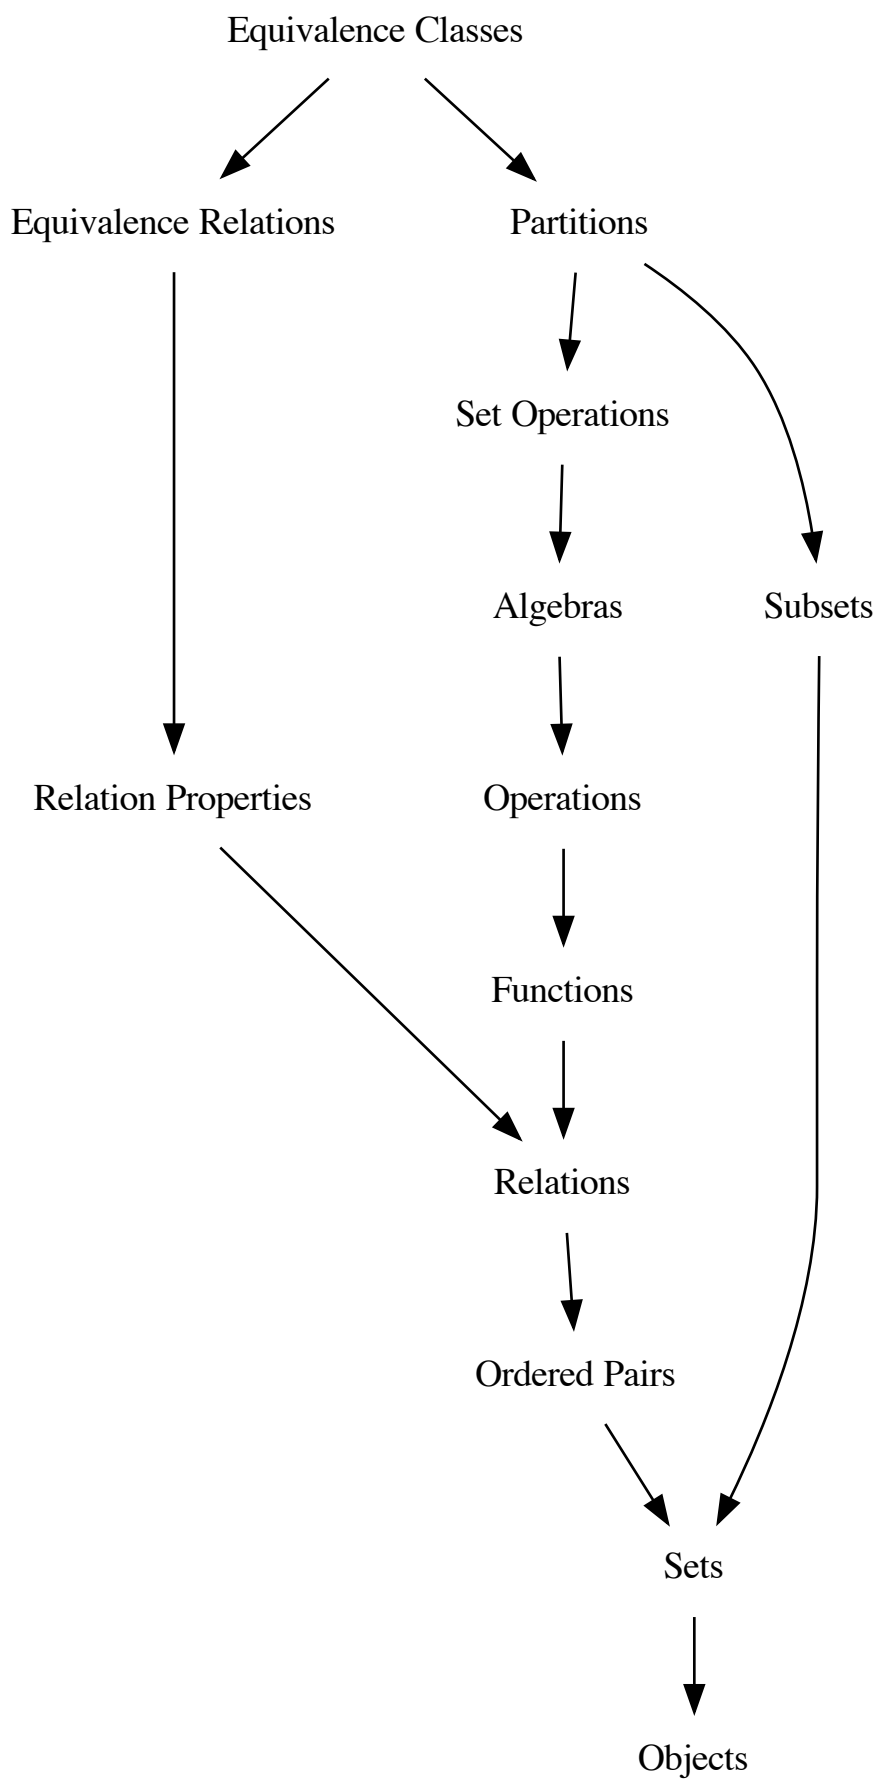 Equivalence Classes
Equivalence Relations
Partitions
Set Operations
Algebras
Subsets
Relation Properties
Operations
Functions
Relations
Ordered Pairs
Sets
Objects